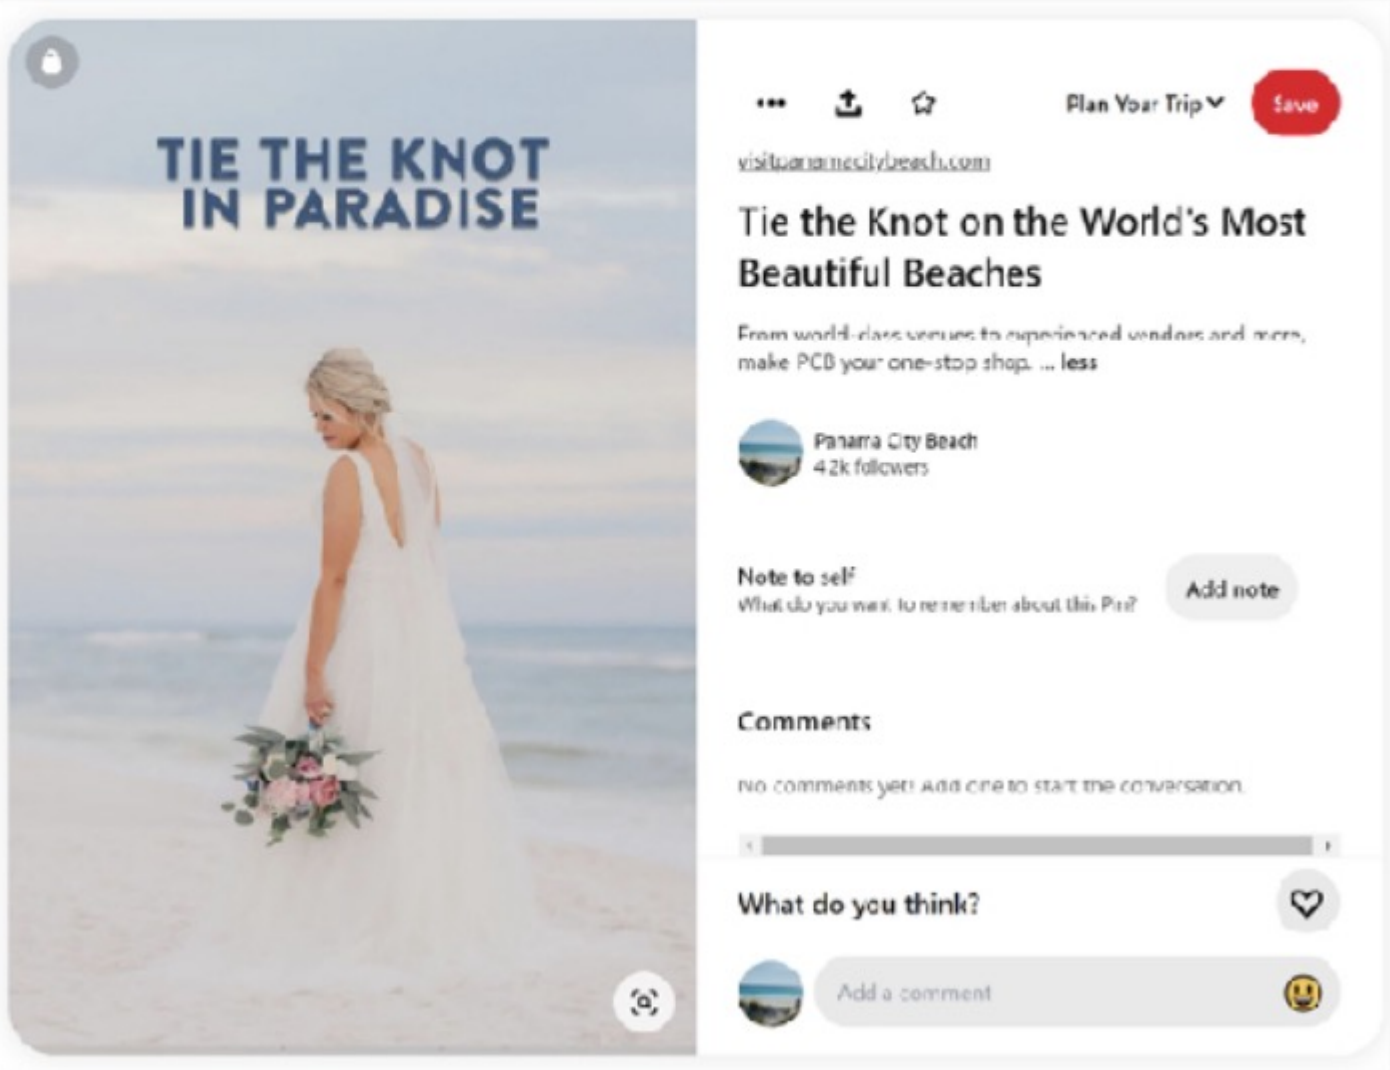 TIE THE KNOT
IN PARADISE
Plan Your Trip
Save
visitpanamacitybeach.com
Tie the Knot on the World's Most
Beautiful Beaches
From world-class venues to experienced vendors and more,
make PCB your one-stop shop. ... less
Panama City Beach
4.2k followers
Note to self
What do you want to remember about this Pin?
Add note
Comments
No comments yet! Add one to start the conversation.
What do you think?
Add a comment